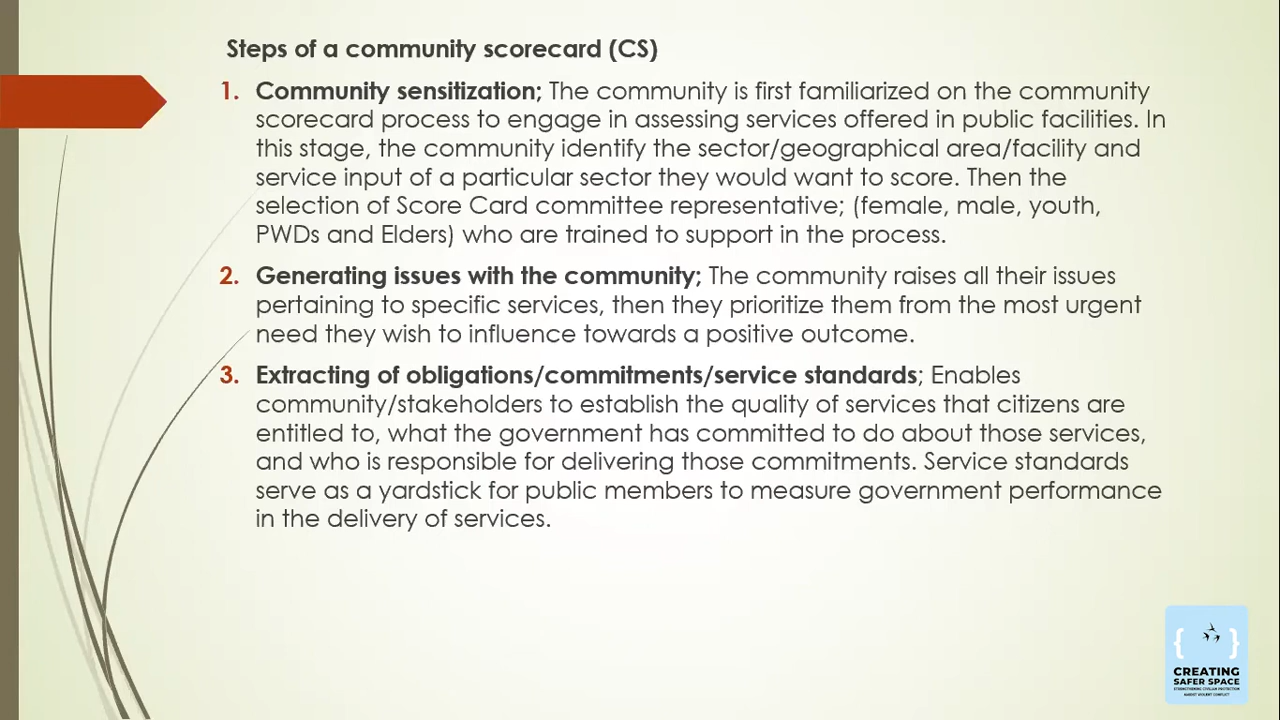 Steps of a community scorecard (CS)
1. Community sensitization; The community is first familiarized on the community
scorecard process to engage in assessing services offered in public facilities. In
this stage, the community identify the sector/geographical area/facility and
service input of a particular sector they would want to score. Then the
selection of Score Card committee representative; (female, male, youth,
PWDs and Elders) who are trained to support in the process.
2. Generating issues with the community; The community raises all their issues
pertaining to specific services, then they prioritize them from the most urgent
need they wish to influence towards a positive outcome.
3. Extracting of obligations/commitments/service standards; Enables
community/stakeholders to establish the quality of services that citizens are
entitled to, what the government has committed to do about those services,
and who is responsible for delivering those commitments. Service standards
serve as a yardstick for public members to measure government performance
in the delivery of services.
CREATING
SAFER SPACE
STRENGTHENING CIVILIAN PROTECTION
AMIDST VIOLENT CONFLICT